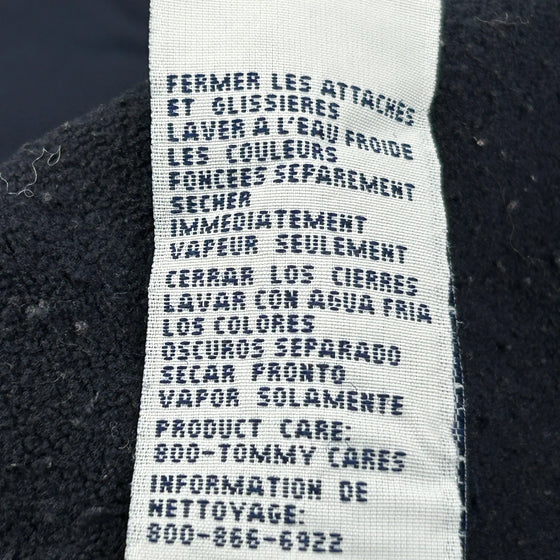 FERMER LES ATTACHES
ET GLISSIERES
LAVER A L'EAU FROIDE
LES COULEURS
FONCEES SEPAREMENT
SECHER
IMMEDIATEMENT
VAPEUR SEULEMENT
CERRAR LOS CIERRES
LAVAR CON AGUA FRIA
LOS COLORES
OSCUROS SEPARADO
SECAR PRONTO
VAPOR SOLAMENTE
PRODUCT CARE:
800-TOMMY CARES
INFORMATION DE
NETTOYAGE:
800-866-6922